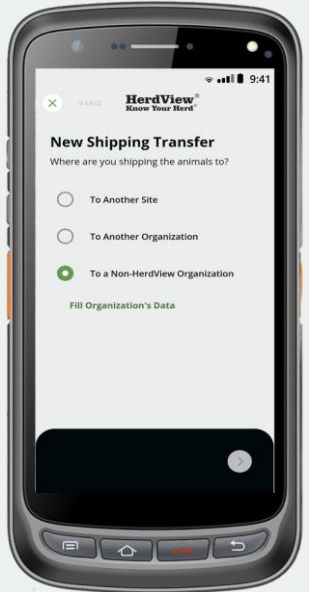 9:41
HerdView®
Know Your Herd®
New Shipping Transfer
Where are you shipping the animals to?
To Another Site
To Another Organization
To a Non-HerdView Organization
Fill Organization's Data